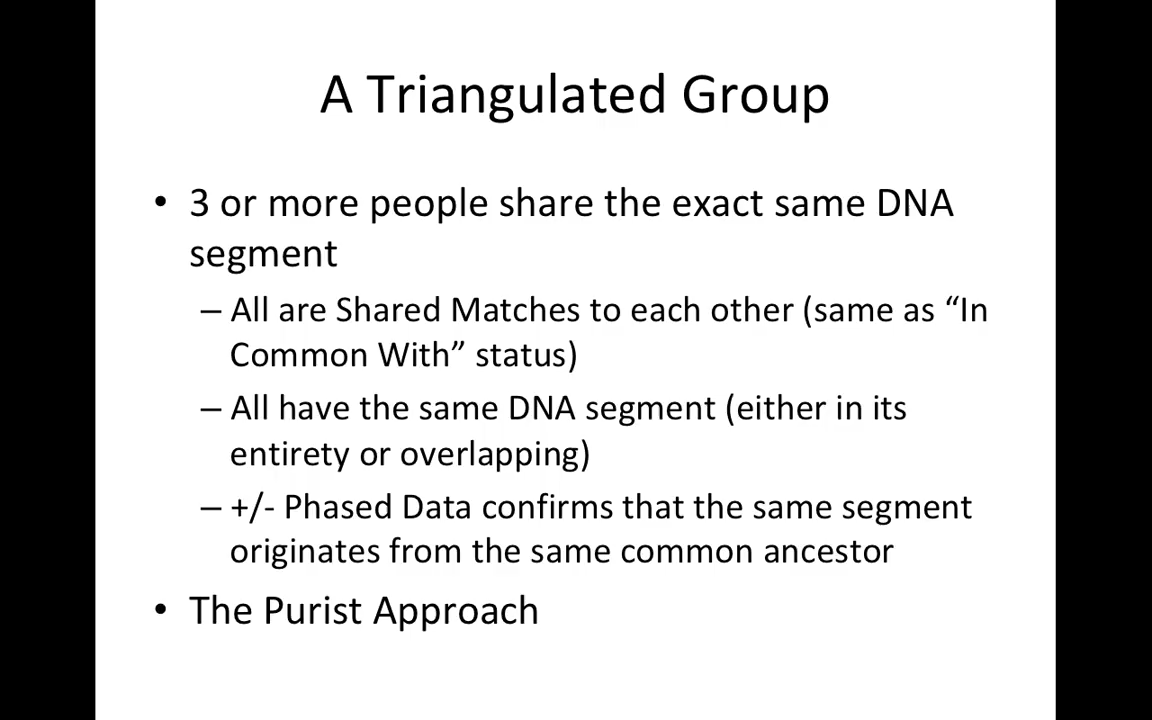 A Triangulated Group
• 3 or more people share the exact same DNA
segment
– All are Shared Matches to each other (same as “In
Common With” status)
– All have the same DNA segment (either in its
entirety or overlapping)
– +/- Phased Data confirms that the same segment
originates from the same common ancestor
• The Purist Approach